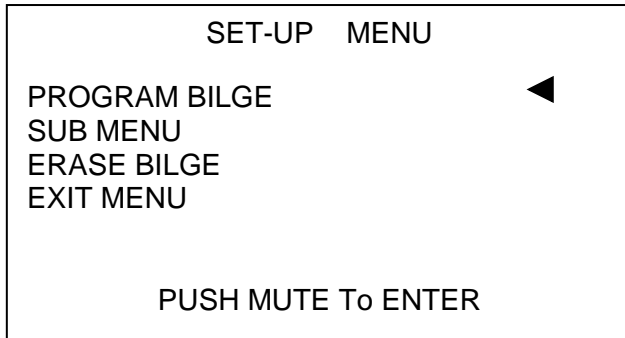 SET-UP MENU
PROGRAM BILGE
SUB MENU
ERASE BILGE
EXIT MENU
PUSH MUTE To ENTER